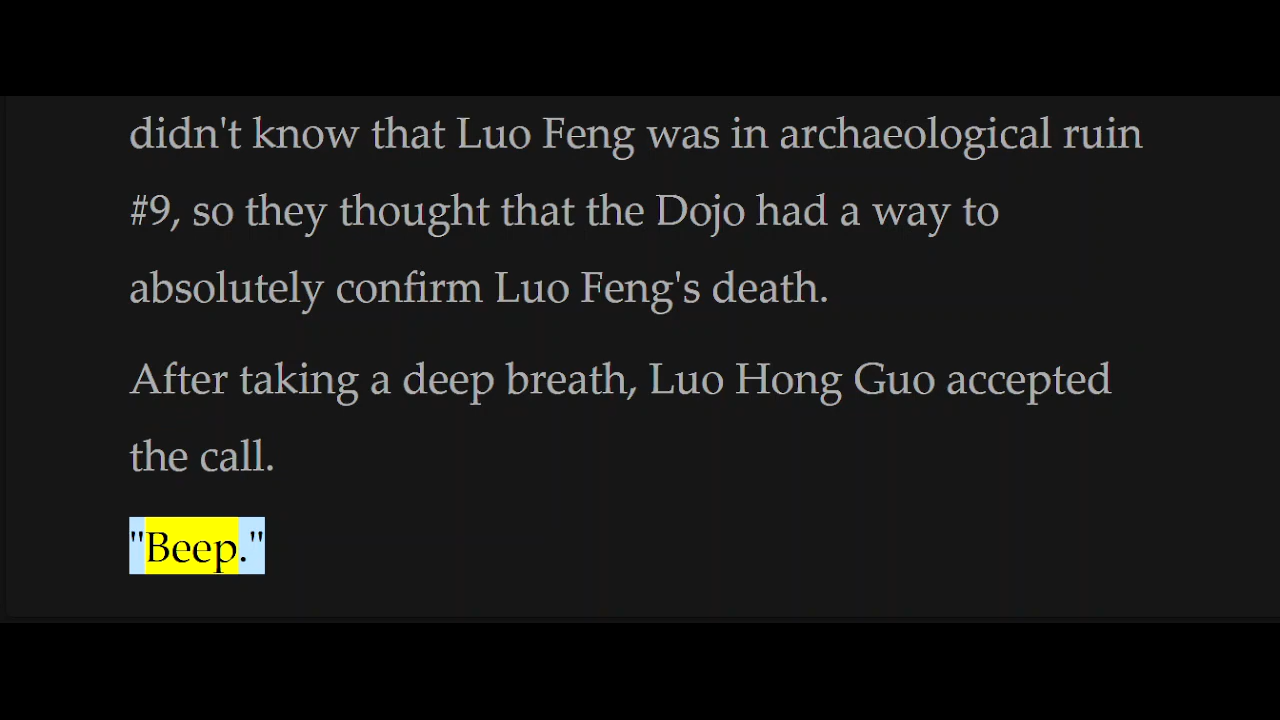 didn't know that Luo Feng was in archaeological ruin
#9, so they thought that the Dojo had a way to
absolutely confirm Luo Feng's death.
After taking a deep breath, Luo Hong Guo accepted
the call.
"Beep."